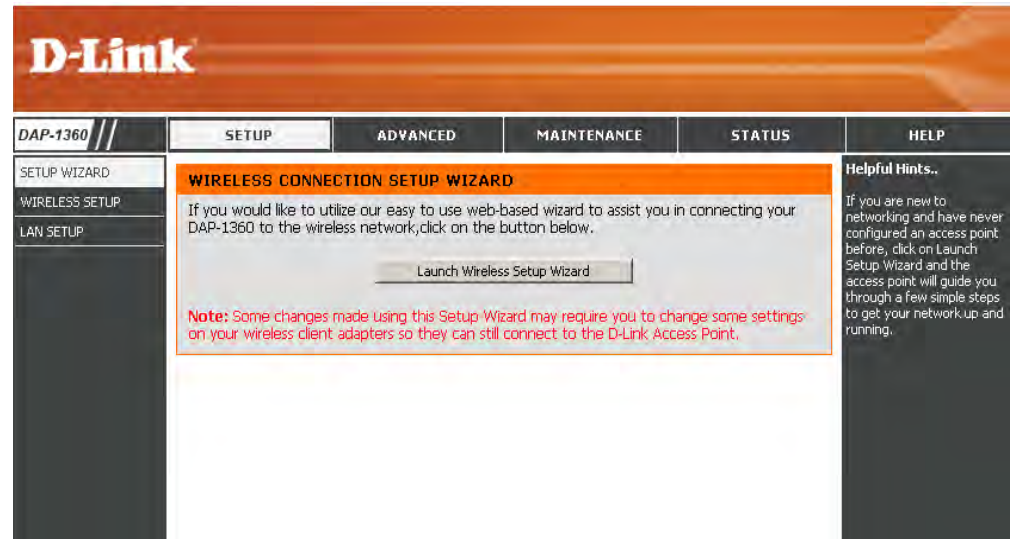 D-Link
DAP-1360
SETUP
ADVANCED
MAINTENANCE
STATUS
HELP
SETUP WIZARD
WIRELESS SETUP
LAN SETUP
WIRELESS CONNECTION SETUP WIZARD
If you would like to utilize our easy to use web-based wizard to assist you in connecting your
DAP-1360 to the wireless network,click on the button below.
Launch Wireless Setup Wizard
Note: Some changes made using this Setup Wizard may require you to change some settings
on your wireless client adapters so they can still connect to the D-Link Access Point.
Helpful Hints..
If you are new to
networking and have never
configured an access point
before, click on Launch
Setup Wizard and the
access point will guide you
through a few simple steps
to get your network up and
running.